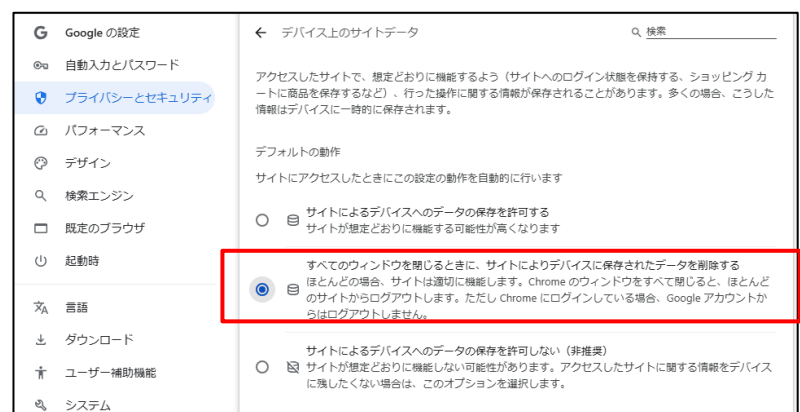 Google の設定
自動入力とパスワード
プライバシーとセキュリティ
パフォーマンス
デザイン
検索エンジン
既定のブラウザ
起動時
言語
ダウンロード
ユーザー補助機能
システム
デバイス上のサイトデータ
検索
アクセスしたサイトで、想定どおりに機能するよう（サイトへのログイン状態を保持する、ショッピング カ
ートに商品を保存するなど）、行った操作に関する情報が保存されることがあります。多くの場合、こうした
情報はデバイスに一時的に保存されます。
デフォルトの動作
サイトにアクセスしたときにこの設定の動作を自動的に行います
サイトによるデバイスへのデータの保存を許可する
サイトが想定どおりに機能する可能性が高くなります
すべてのウィンドウを閉じるときに、サイトによりデバイスに保存されたデータを削除する
ほとんどの場合、サイトは適切に機能します。Chrome のウィンドウをすべて閉じると、ほとんど
のサイトからログアウトします。ただし Chrome にログインしている場合、Google アカウントか
らはログアウトしません。
サイトによるデバイスへのデータの保存を許可しない（非推奨）
サイトが想定どおりに機能しない可能性があります。アクセスしたサイトに関する情報をデバイス
に残したくない場合は、このオプションを選択します。